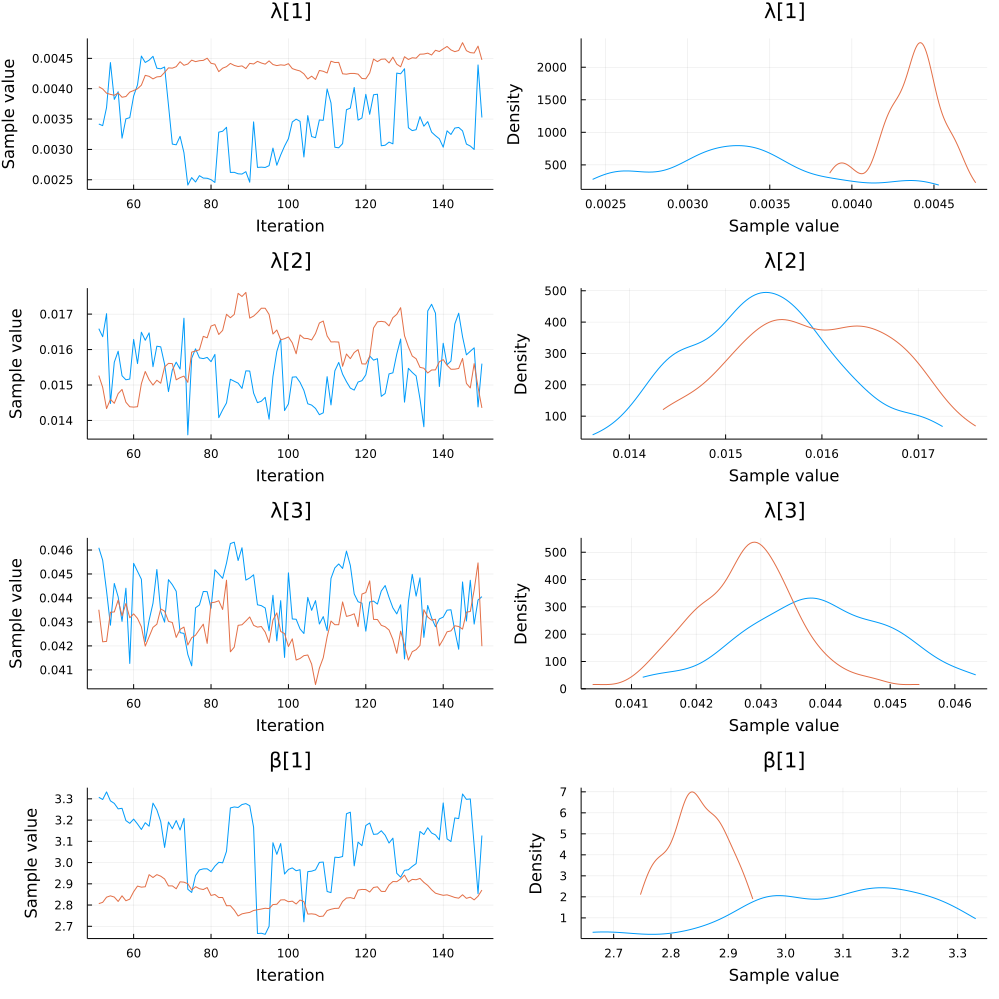 λ[1]
Sample value
0.0045
0.0040
0.0035
0.0030
0.0025
60 80 100 120 140
Iteration
λ[1]
Density
2000
1500
1000
500
0.0025 0.0030 0.0035 0.0040 0.0045
Sample value
λ[2]
Sample value
0.017
0.016
0.015
0.014
60 80 100 120 140
Iteration
λ[2]
Density
500
400
300
200
100
0.014 0.015 0.016 0.017
Sample value
λ[3]
Sample value
0.046
0.045
0.044
0.043
0.042
0.041
60 80 100 120 140
Iteration
λ[3]
Density
500
400
300
200
100
0
0.041 0.042 0.043 0.044 0.045 0.046
Sample value
β[1]
Sample value
3.3
3.2
3.1
3.0
2.9
2.8
2.7
60 80 100 120 140
Iteration
β[1]
Density
7
6
5
4
3
2
1
2.7 2.8 2.9 3.0 3.1 3.2 3.3
Sample value